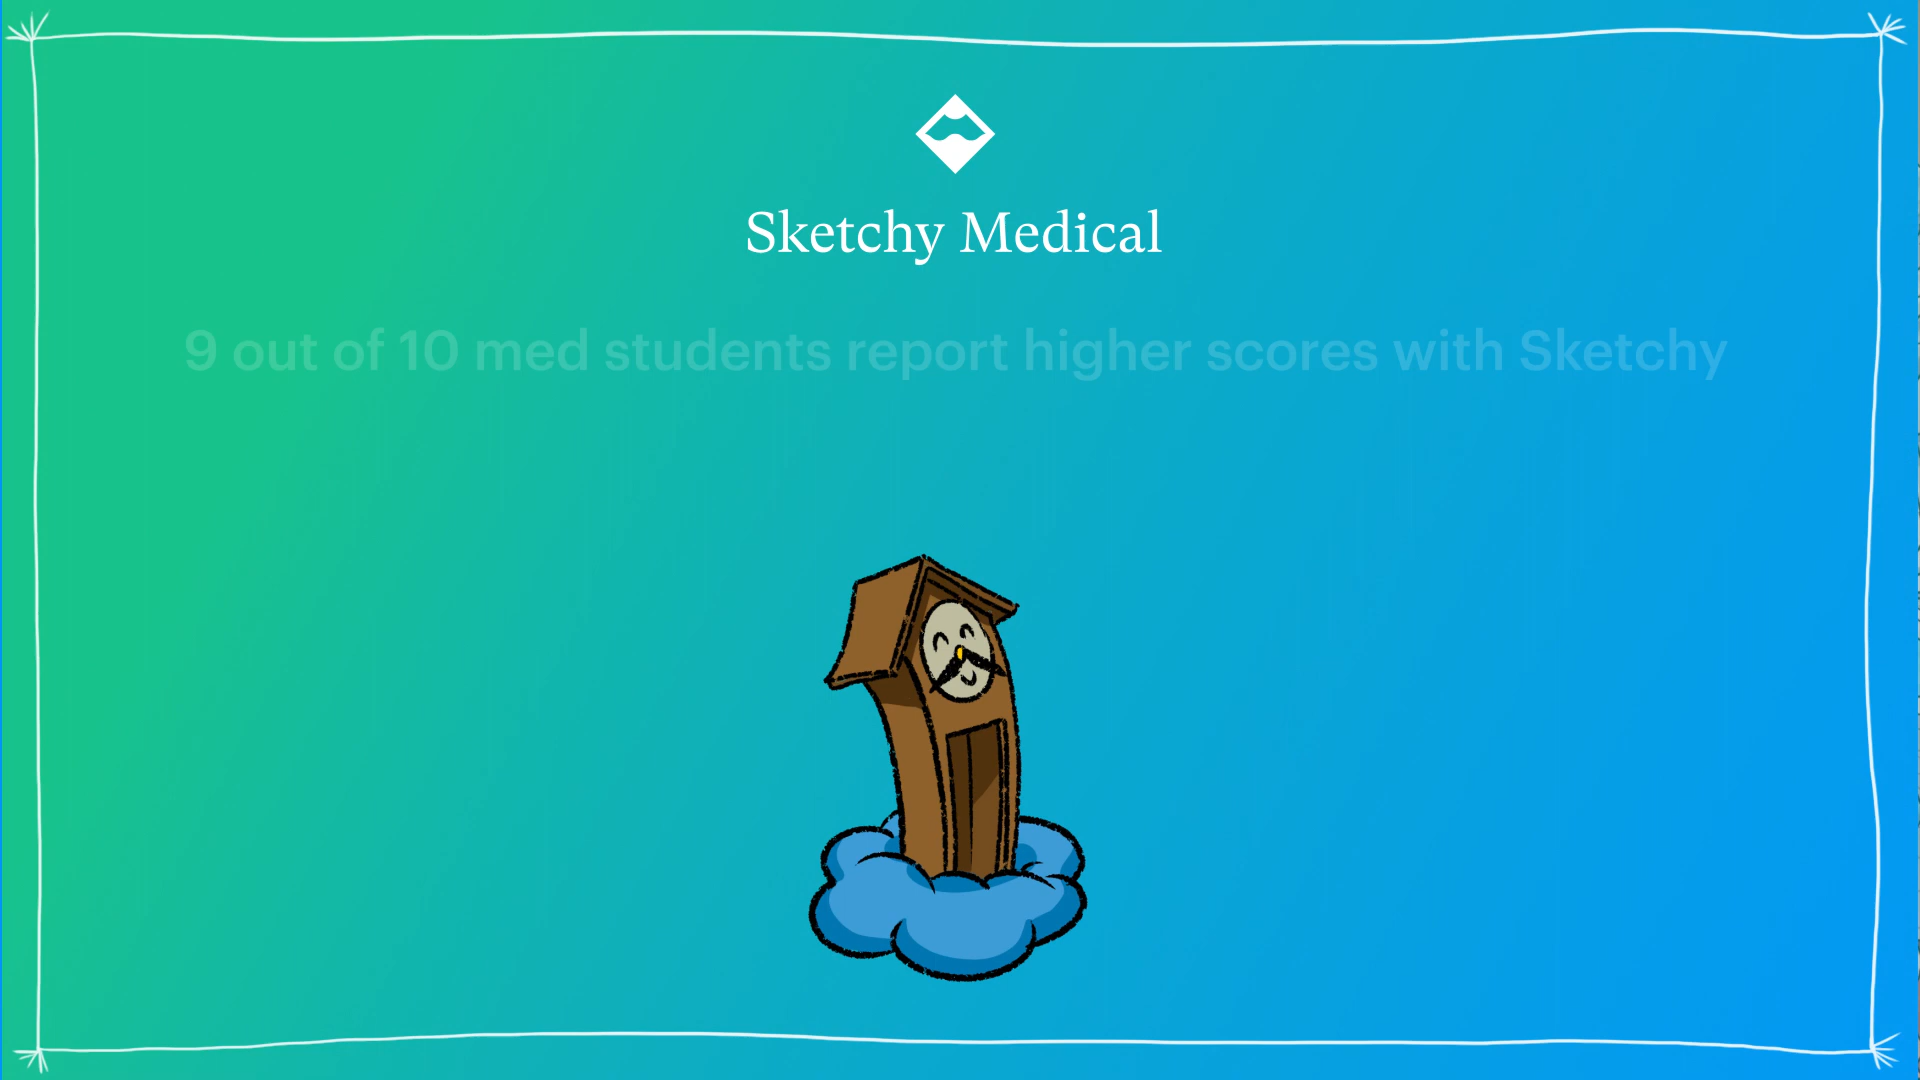 Sketchy Medical
9 out of 10 med students report higher scores with Sketchy